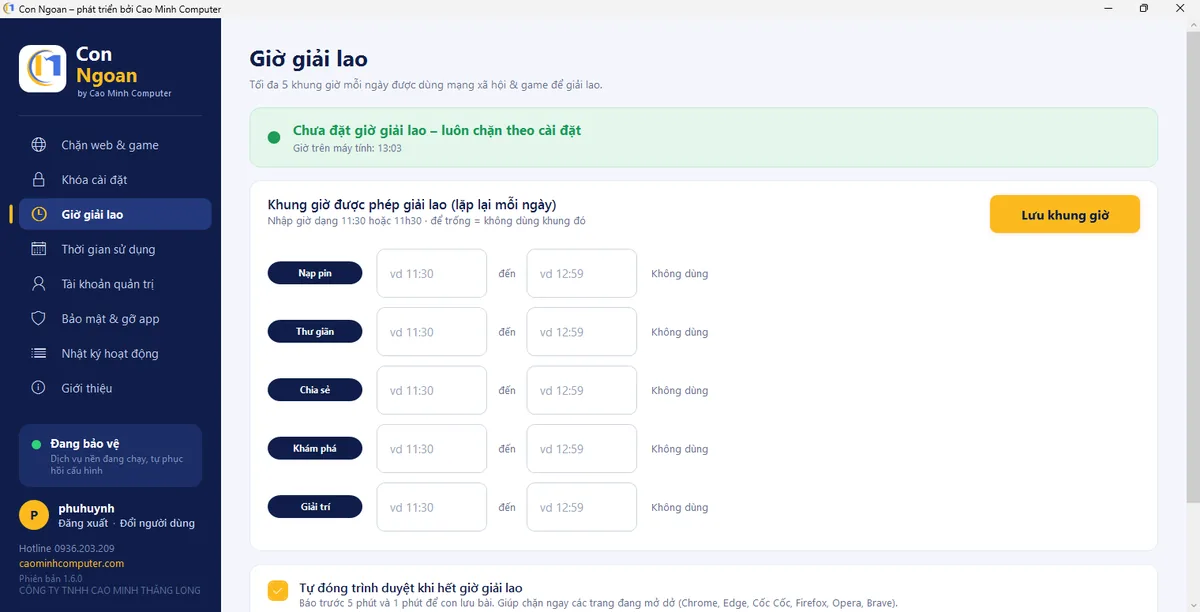 Con Ngoan – phát triển bởi Cao Minh Computer
Con
Ngoan
by Cao Minh Computer
Chặn web & game
Khóa cài đặt
Giờ giải lao
Thời gian sử dụng
Tài khoản quản trị
Bảo mật & gỡ app
Nhật ký hoạt động
Giới thiệu
Đang bảo vệ
Dịch vụ nền đang chạy, tự phục
hồi cấu hình
P
phuhuynh
Đăng xuất · Đổi người dùng
Hotline 0936.203.209
caominhcomputer.com
Phiên bản 1.6.0
CÔNG TY TNHH CAO MINH THĂNG LONG
Giờ giải lao
Tối đa 5 khung giờ mỗi ngày được dùng mạng xã hội & game để giải lao.
Chưa đặt giờ giải lao – luôn chặn theo cài đặt
Giờ trên máy tính: 13:03
Khung giờ được phép giải lao (lặp lại mỗi ngày)
Nhập giờ dạng 11:30 hoặc 11h30 · để trống = không dùng khung đó
Lưu khung giờ
Nạp pin vd 11:30 đến vd 12:59 Không dùng
Thư giãn vd 11:30 đến vd 12:59 Không dùng
Chia sẻ vd 11:30 đến vd 12:59 Không dùng
Khám phá vd 11:30 đến vd 12:59 Không dùng
Giải trí vd 11:30 đến vd 12:59 Không dùng
Tự đóng trình duyệt khi hết giờ giải lao
Báo trước 5 phút và 1 phút để con lưu bài. Giúp chặn ngay các trang đang mở dở (Chrome, Edge, Cốc Cốc, Firefox, Opera, Brave).